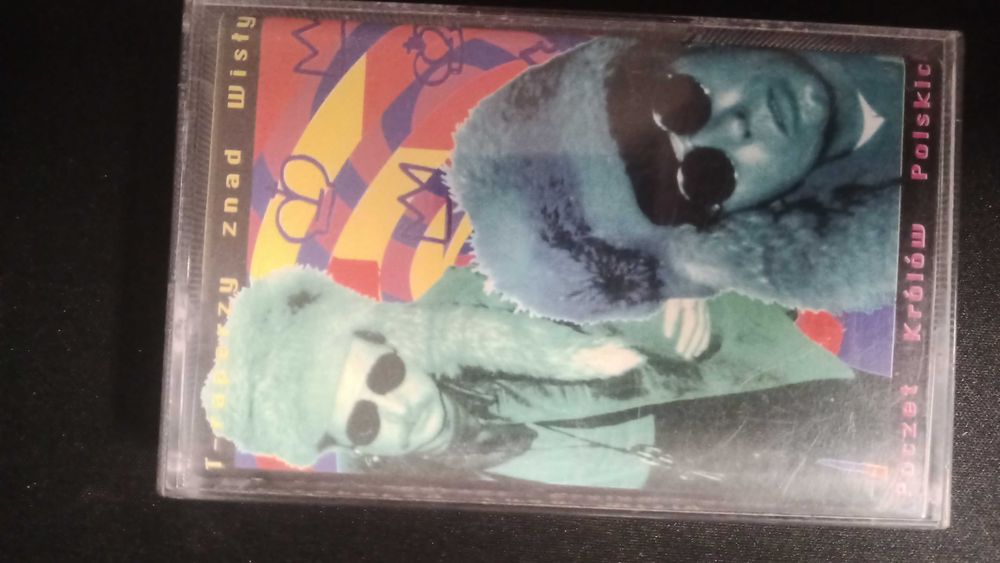 T-raperzy znad Wisły
Poczet Królów Polskic